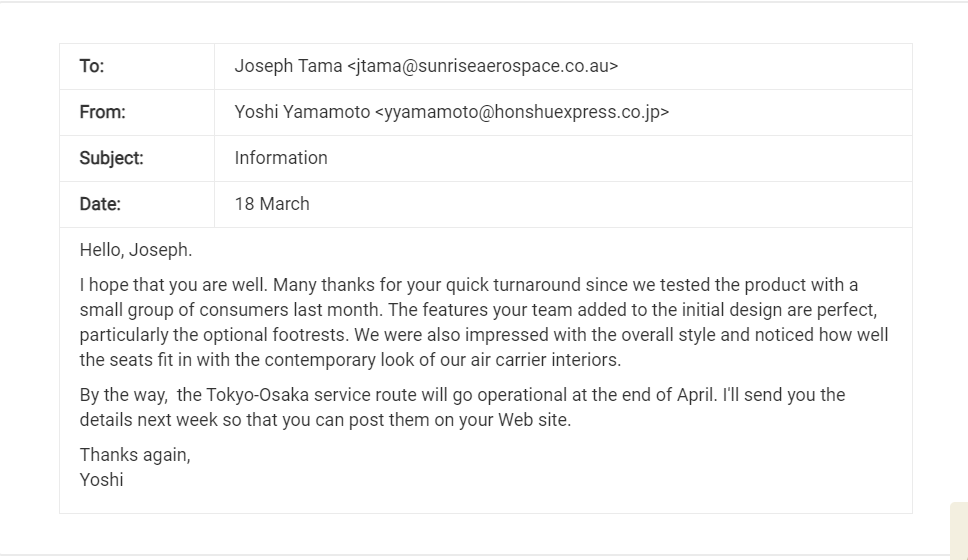 To: Joseph Tama <jtama@sunriseaerospace.co.au>
From: Yoshi Yamamoto <yyamamoto@honshuexpress.co.jp>
Subject: Information
Date: 18 March
Hello, Joseph.
I hope that you are well. Many thanks for your quick turnaround since we tested the product with a
small group of consumers last month. The features your team added to the initial design are perfect,
particularly the optional footrests. We were also impressed with the overall style and noticed how well
the seats fit in with the contemporary look of our air carrier interiors.
By the way,  the Tokyo-Osaka service route will go operational at the end of April. I'll send you the
details next week so that you can post them on your Web site.
Thanks again,
Yoshi